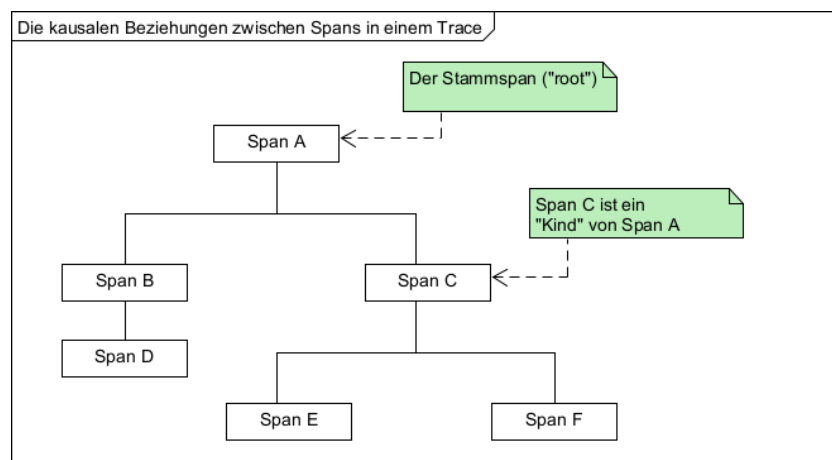 Die kausalen Beziehungen zwischen Spans in einem Trace
Der Stammspan ("root")
Span A
Span C ist ein
"Kind" von Span A
Span B
Span C
Span D
Span E
Span F